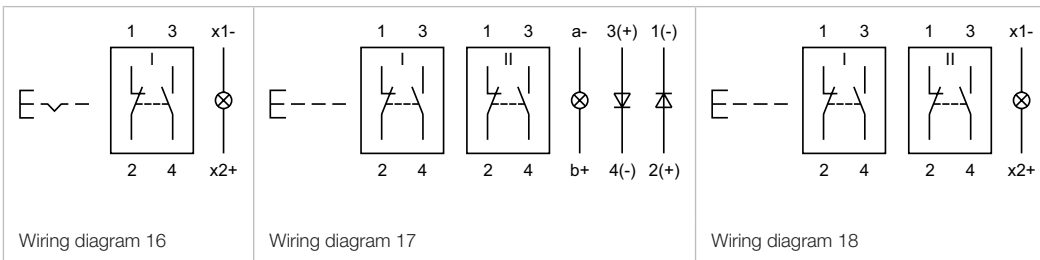 1 3 x1-
I
2 4 x2+
Wiring diagram 16
1 3 1 3 a- 3(+) 1(-)
I II
2 4 2 4 b+ 4(-) 2(+)
Wiring diagram 17
1 3 1 3 x1-
I II
2 4 2 4 x2+
Wiring diagram 18